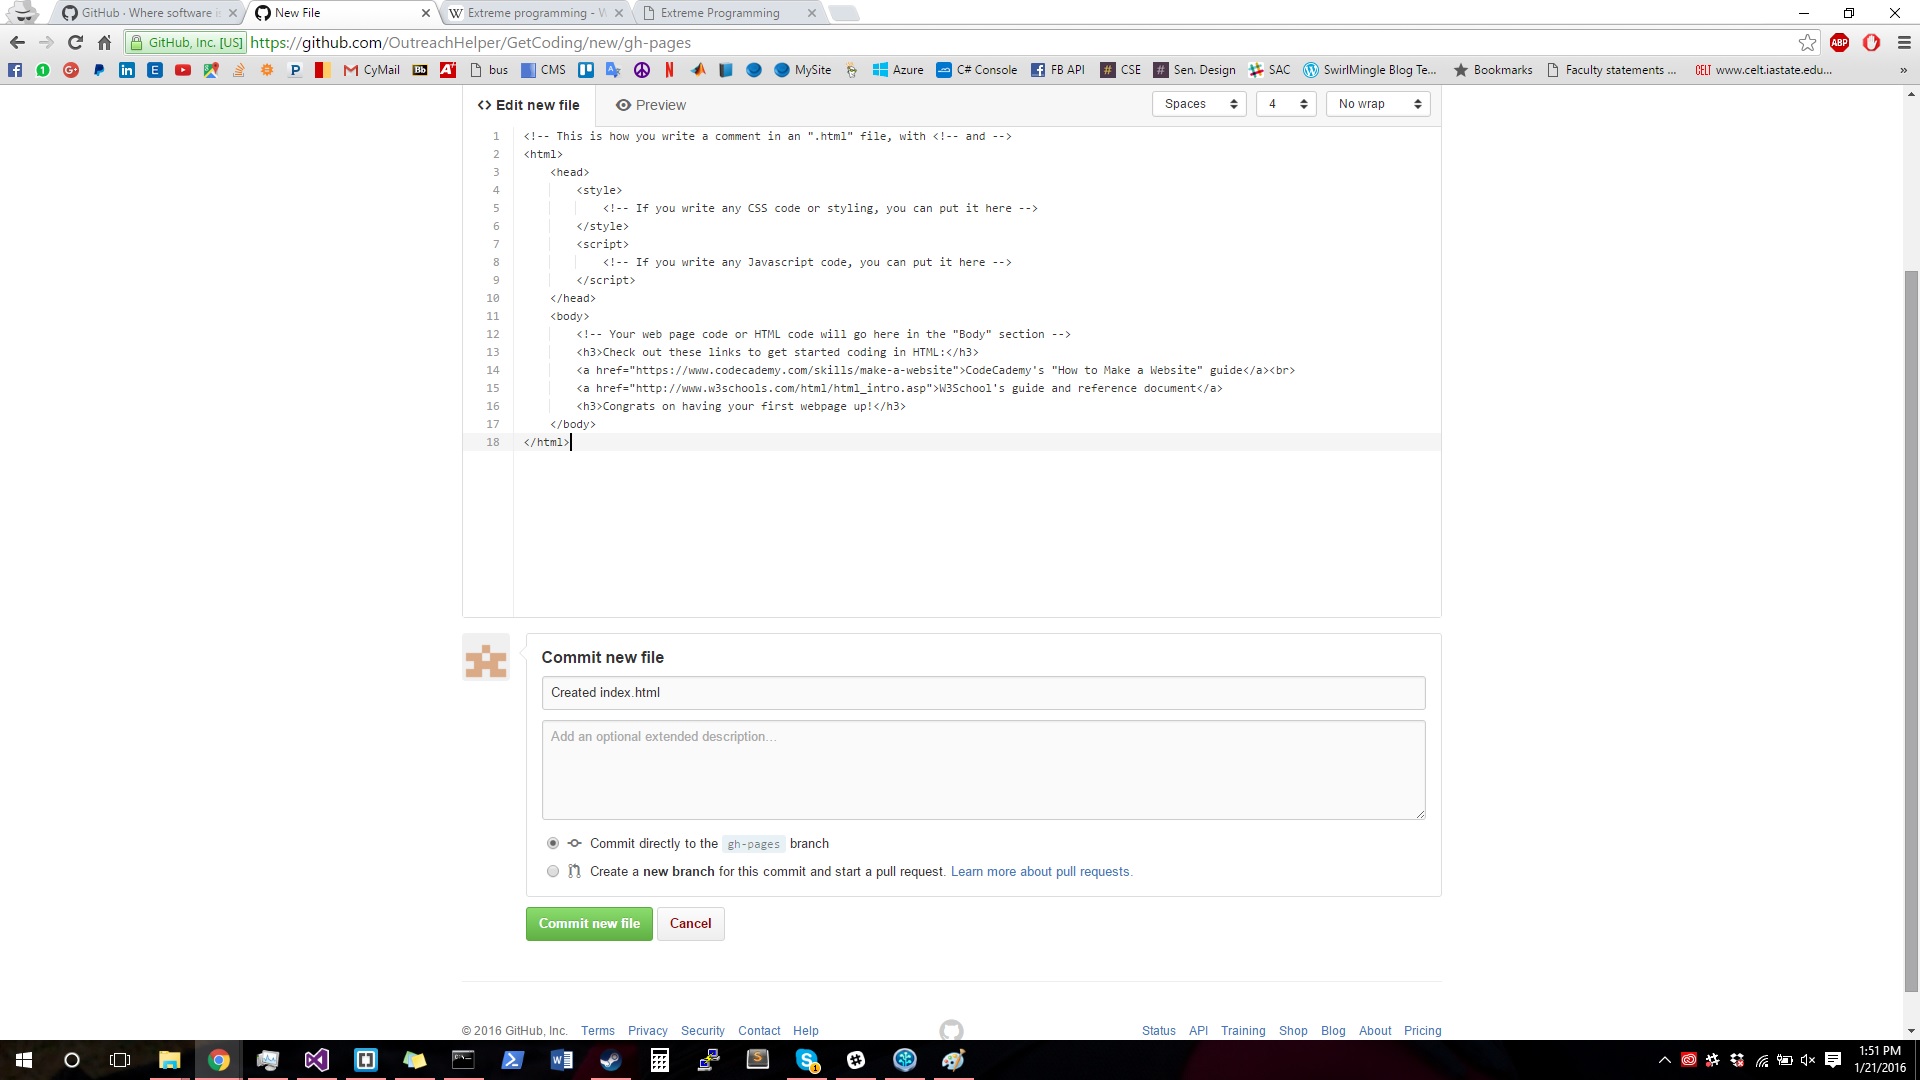 GitHub · Where software i
New File
Extreme programming - W
Extreme Programming
GitHub, Inc. [US]
https://github.com/OutreachHelper/GetCoding/new/gh-pages
ABP
CyMail
Bb
bus
CMS
MySite
Azure
C# Console
FB API
CSE
Sen. Design
SAC
SwirlMingle Blog Te...
Bookmarks
Faculty statements ...
CELT
www.celt.iastate.edu...
»
<> Edit new file
Preview
Spaces
4
No wrap
1 <!-- This is how you write a comment in an ".html" file, with <!-- and -->
2 <html>
3 <head>
4 <style>
5 <!-- If you write any CSS code or styling, you can put it here -->
6 </style>
7 <script>
8 <!-- If you write any Javascript code, you can put it here -->
9 </script>
10 </head>
11 <body>
12 <!-- Your web page code or HTML code will go here in the "Body" section -->
13 <h3>Check out these links to get started coding in HTML:</h3>
14 <a href="https://www.codecademy.com/skills/make-a-website">CodeCademy's "How to Make a Website" guide</a><br>
15 <a href="http://www.w3schools.com/html/html_intro.asp">W3School's guide and reference document</a>
16 <h3>Congrats on having your first webpage up!</h3>
17 </body>
18 </html>
Commit new file
Created index.html
Add an optional extended description...
Commit directly to the gh-pages branch
Create a new branch for this commit and start a pull request. Learn more about pull requests.
Commit new file
Cancel
© 2016 GitHub, Inc. Terms Privacy Security Contact Help
Status API Training Shop Blog About Pricing
1:51 PM
1/21/2016